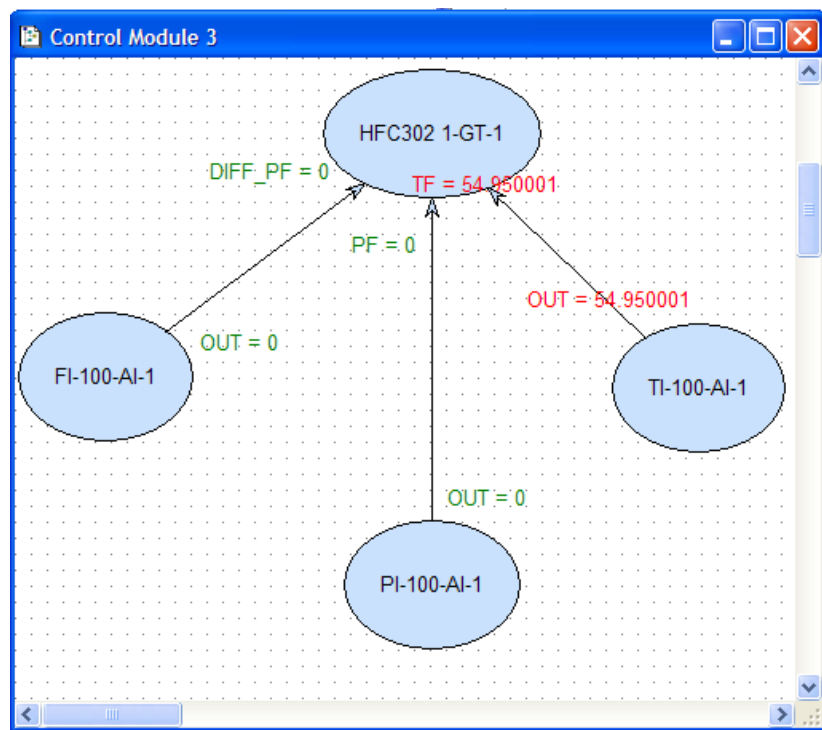 Control Module 3
HFC302 1-GT-1
DIFF_PF = 0
TF = 54.950001
PF = 0
OUT = 54.950001
OUT = 0
FI-100-AI-1
TI-100-AI-1
OUT = 0
PI-100-AI-1